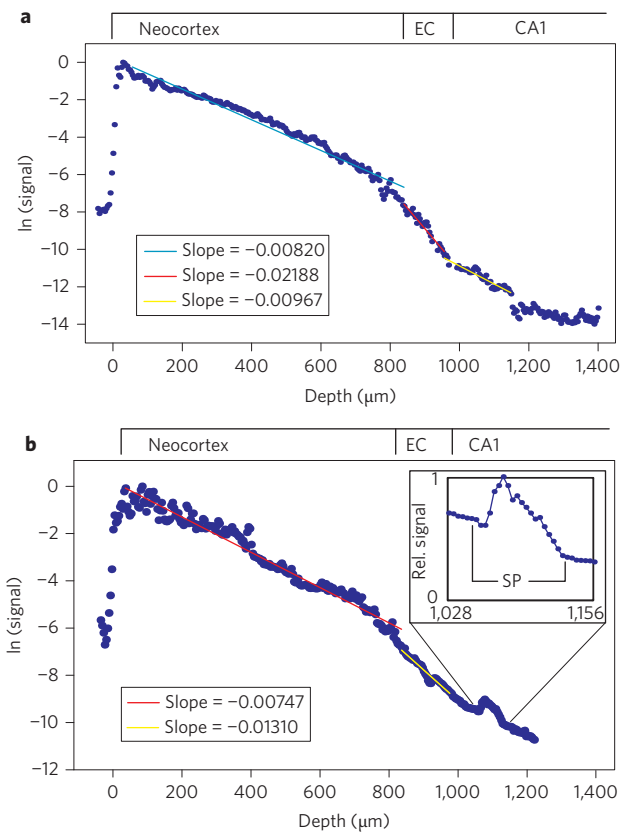 a
Neocortex EC CA1
0
−2
−4
−6
−8
−10
−12
−14
ln (signal)
Slope = −0.00820
Slope = −0.02188
Slope = −0.00967
0 200 400 600 800 1000 1,200 1,400
Depth (μm)
b
Neocortex EC CA1
0
−2
−4
−6
−8
−10
−12
ln (signal)
1
0
Rel. signal
SP
1,028 1,156
Slope = −0.00747
Slope = −0.01310
0 200 400 600 800 1,000 1,200 1,400
Depth (μm)